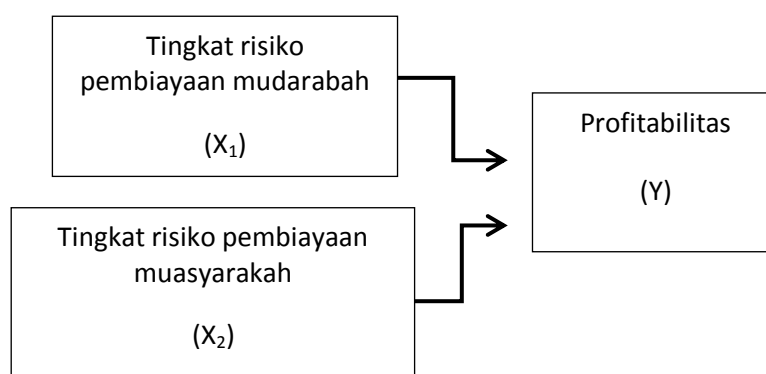 Tingkat risiko
pembiayaan mudarabah
(X₁)
Profitabilitas
(Y)
Tingkat risiko pembiayaan
muasyarakah
(X₂)